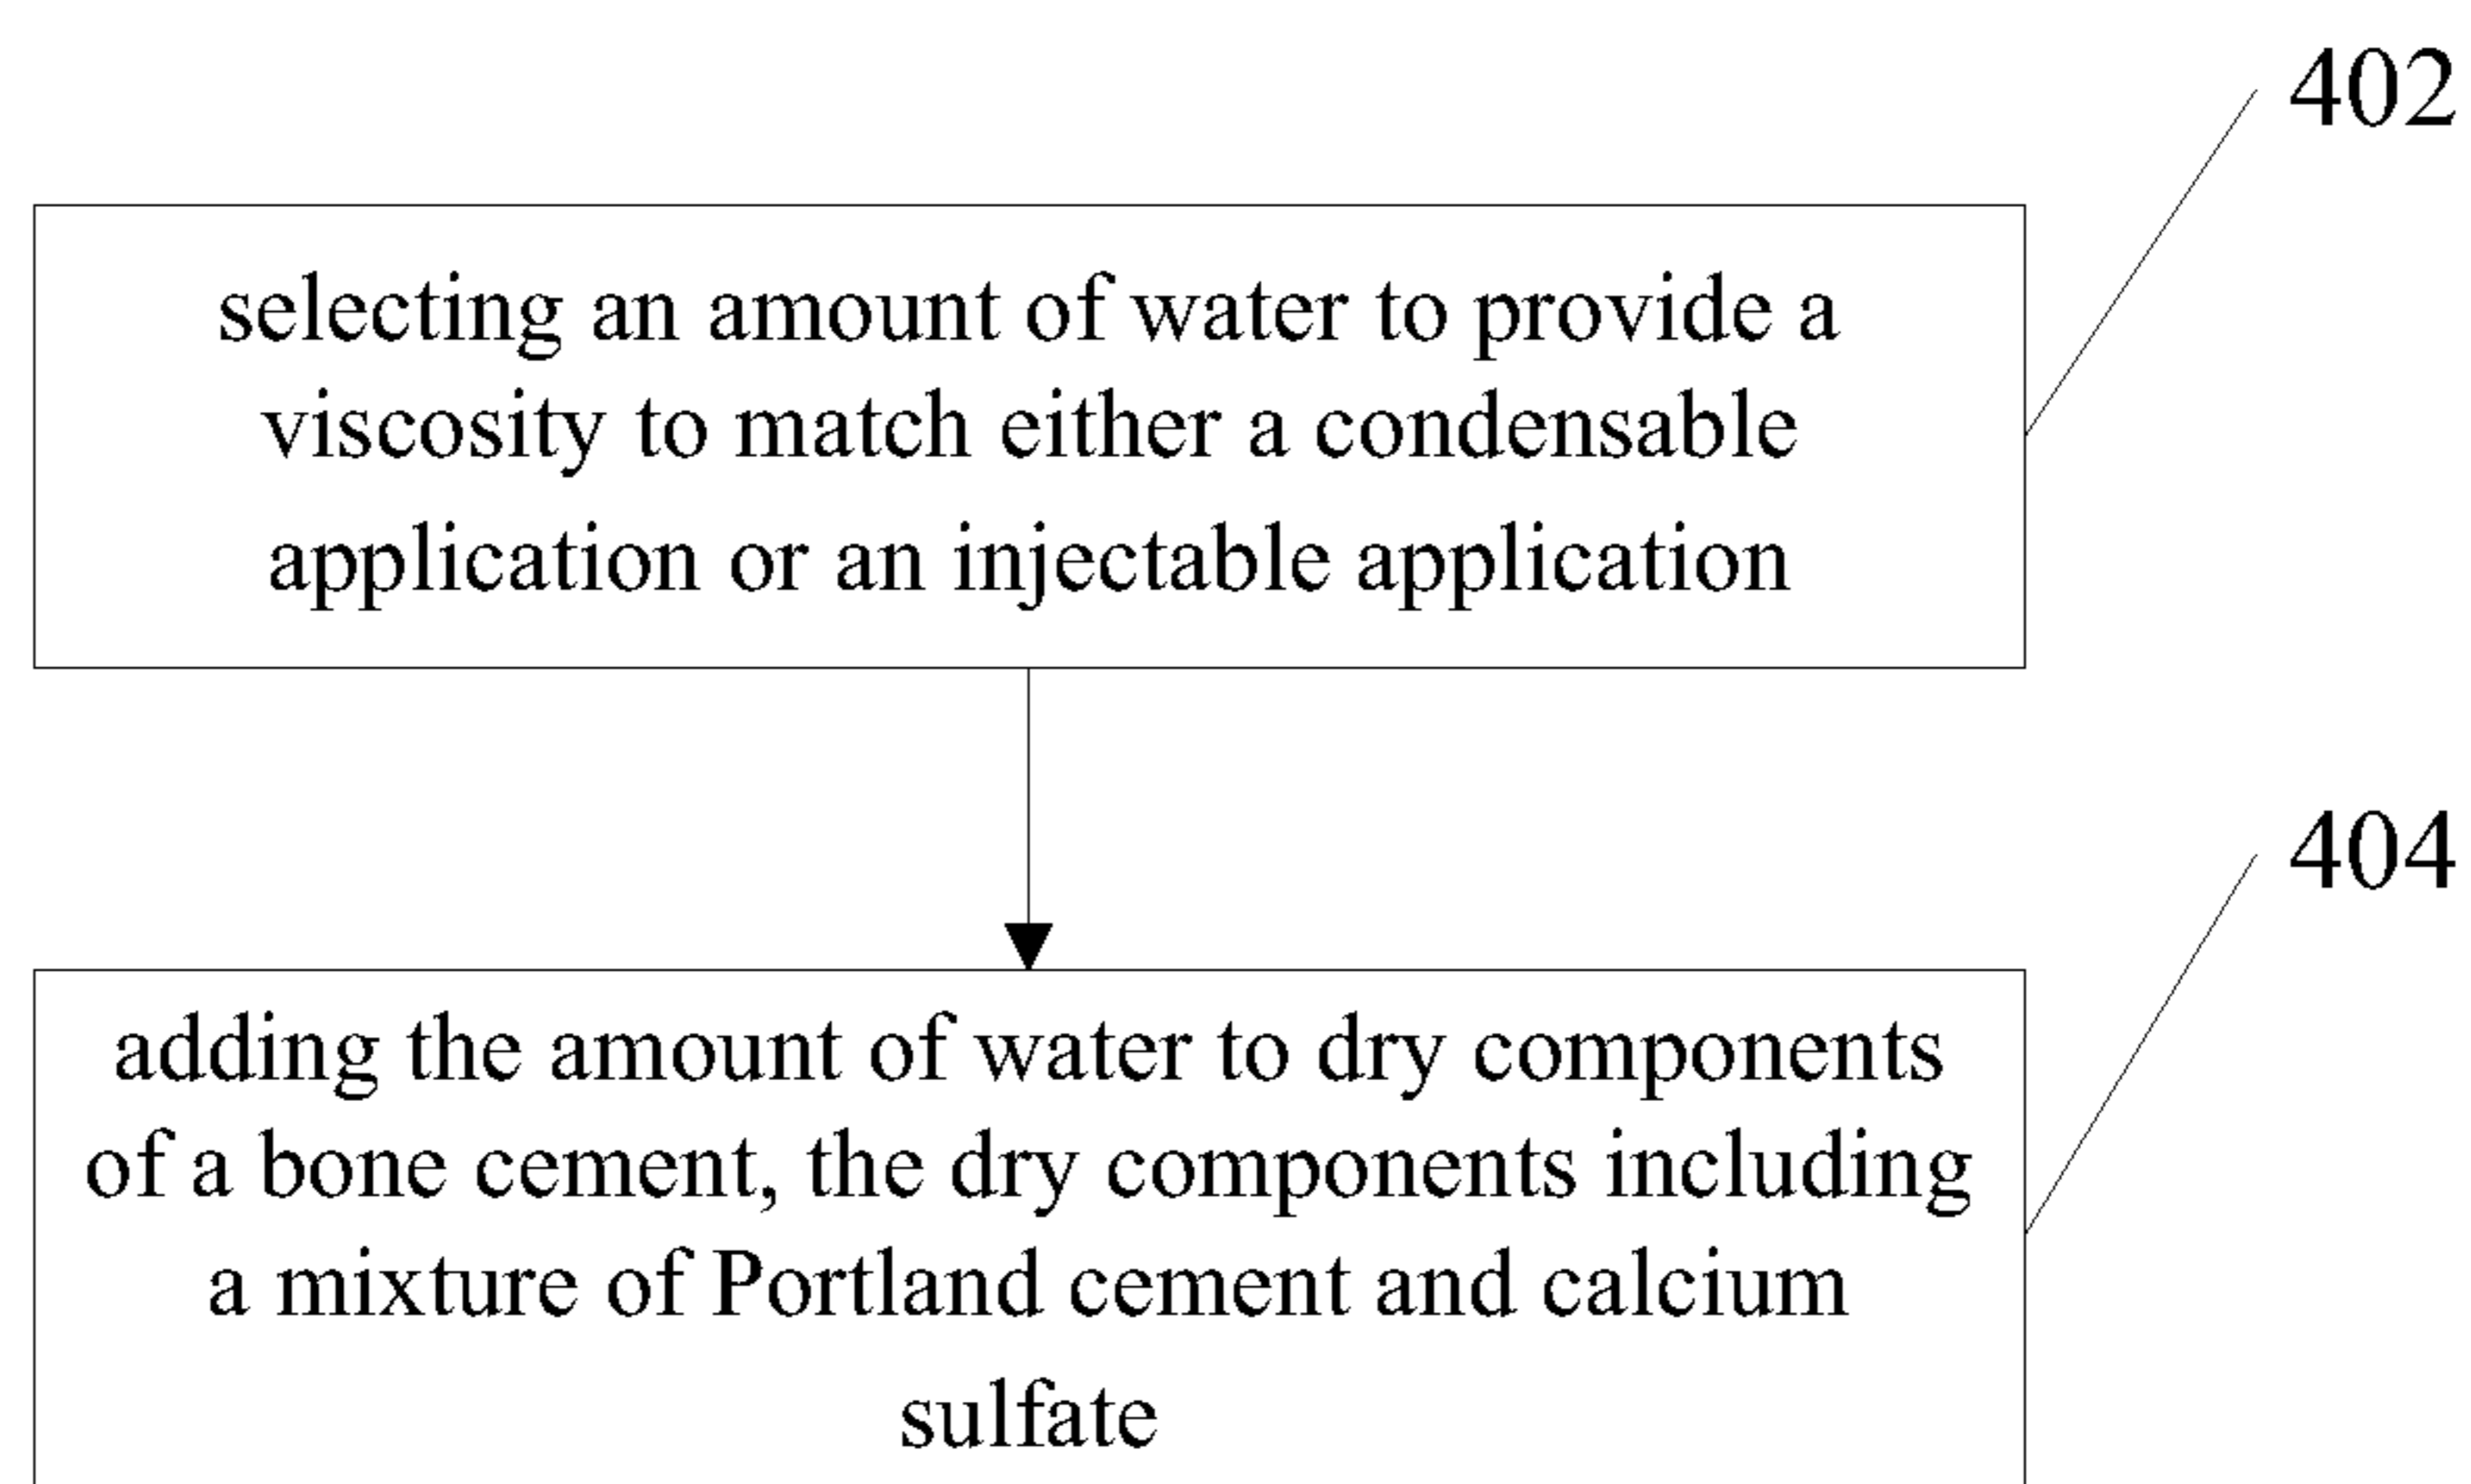 402
selecting an amount of water to provide a
viscosity to match either a condensable
application or an injectable application
404
adding the amount of water to dry components
of a bone cement, the dry components including
a mixture of Portland cement and calcium
sulfate